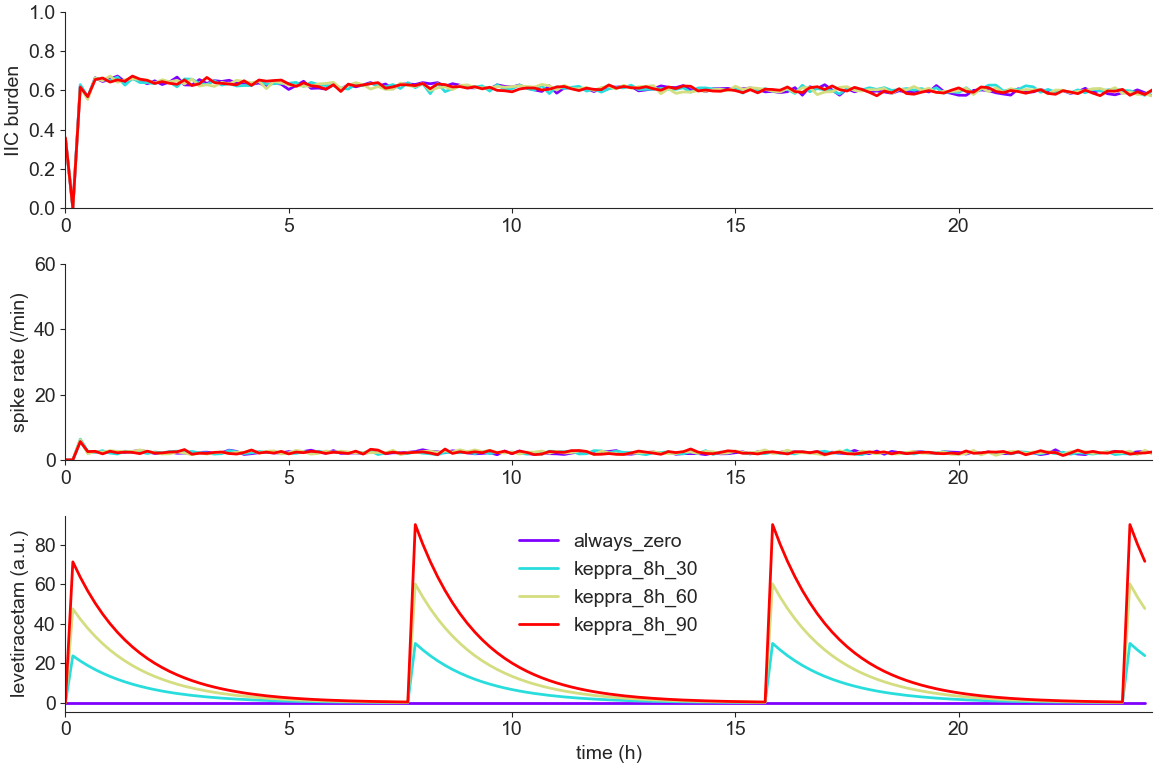 1.0
0.8
0.6
0.4
0.2
0.0
IIC burden
0 5 10 15 20
60
40
20
0
spike rate (/min)
0 5 10 15 20
80
60
40
20
0
levetiracetam (a.u.)
always_zero
keppra_8h_30
keppra_8h_60
keppra_8h_90
0 5 10 15 20
time (h)